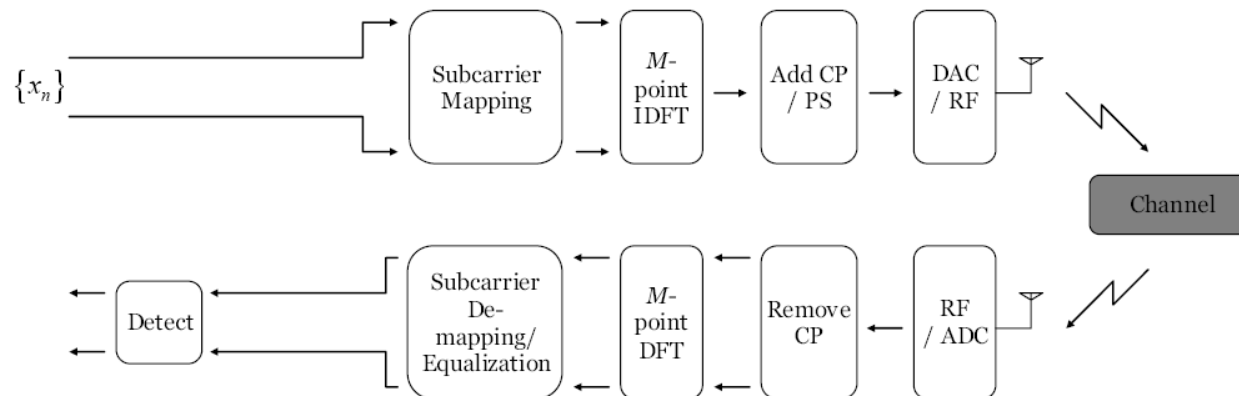 {xₙ}
Subcarrier
Mapping
M-
point
IDFT
Add CP
/ PS
DAC
/ RF
Channel
Detect
Subcarrier
De-
mapping/
Equalization
M-
point
DFT
Remove
CP
RF
/ ADC